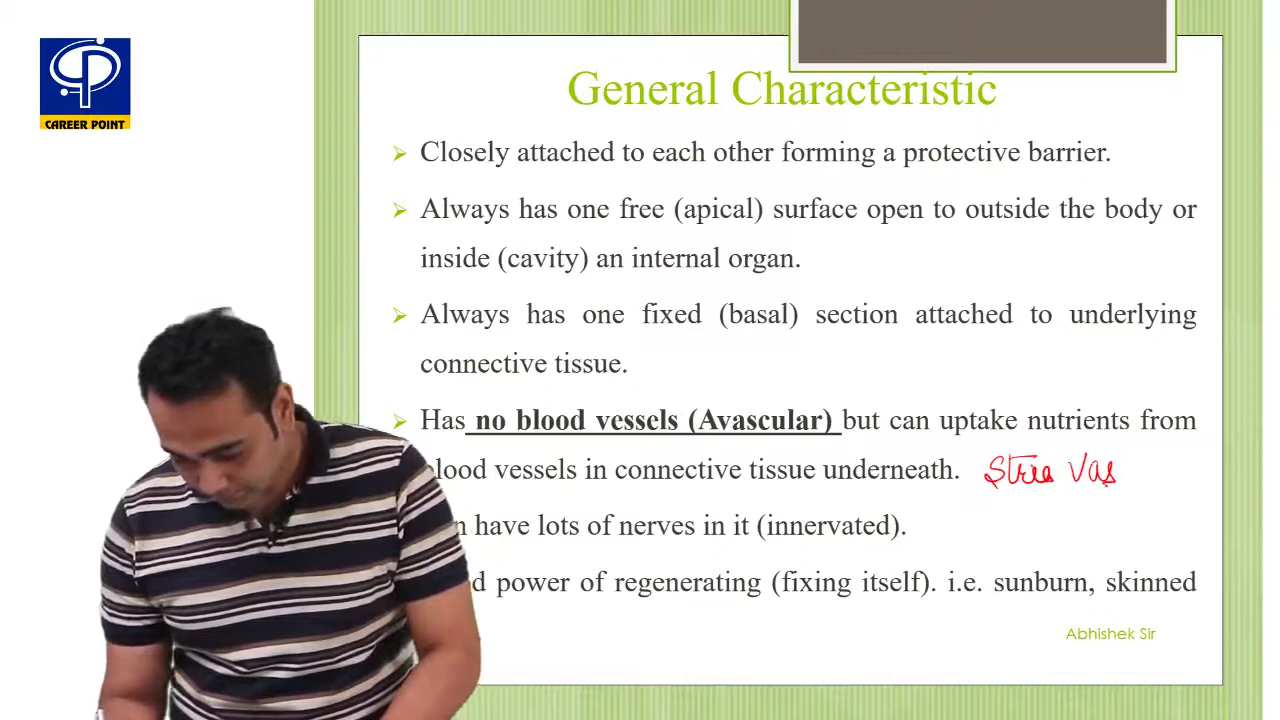 CAREER POINT
General Characteristic
Closely attached to each other forming a protective barrier.
Always has one free (apical) surface open to outside the body or
inside (cavity) an internal organ.
Always has one fixed (basal) section attached to underlying
connective tissue.
Has no blood vessels (Avascular) but can uptake nutrients from
lood vessels in connective tissue underneath. Stria Vas
n have lots of nerves in it (innervated).
d power of regenerating (fixing itself). i.e. sunburn, skinned
Abhishek Sir